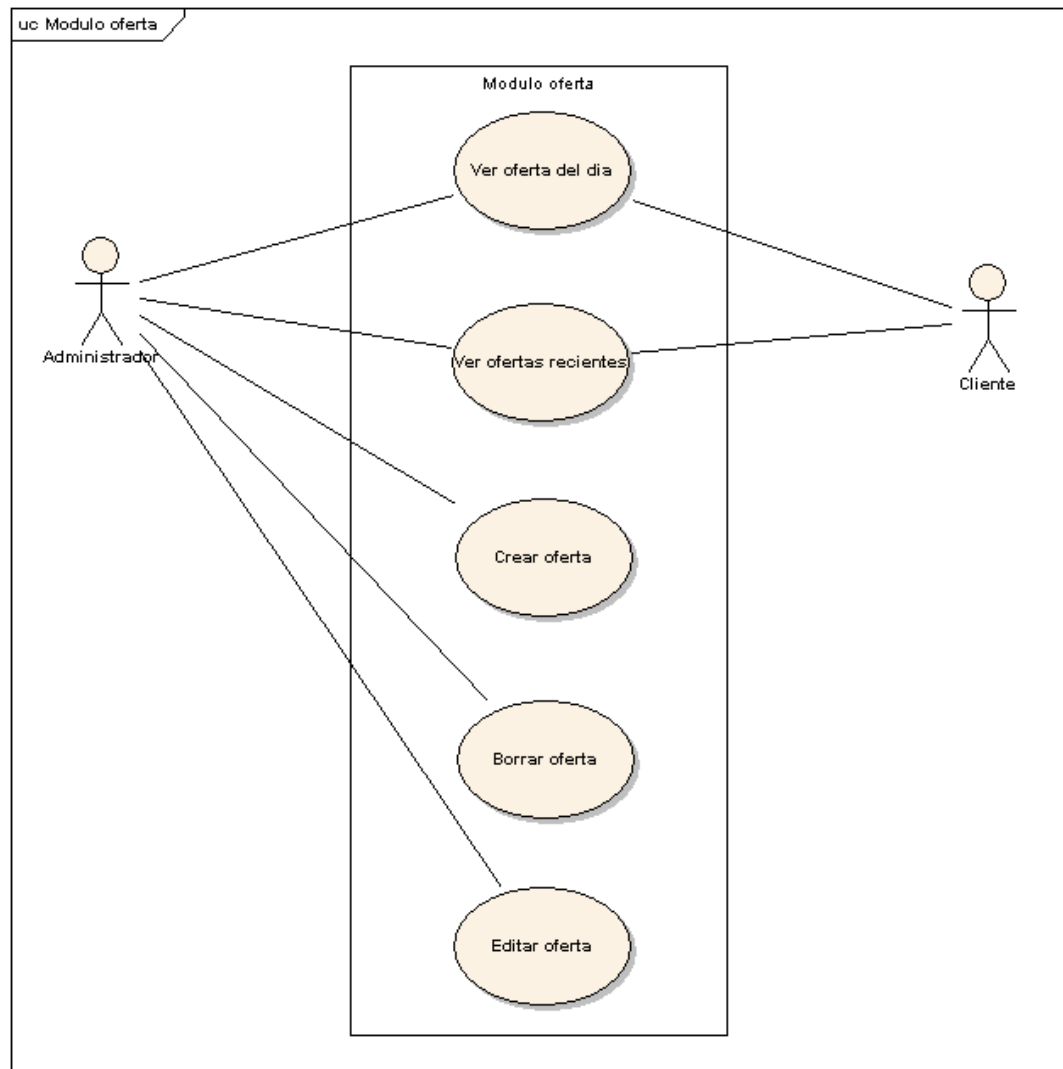 uc Modulo oferta
Modulo oferta
Ver oferta del dia
Administrador
Ver ofertas recientes
Cliente
Crear oferta
Borrar oferta
Editar oferta